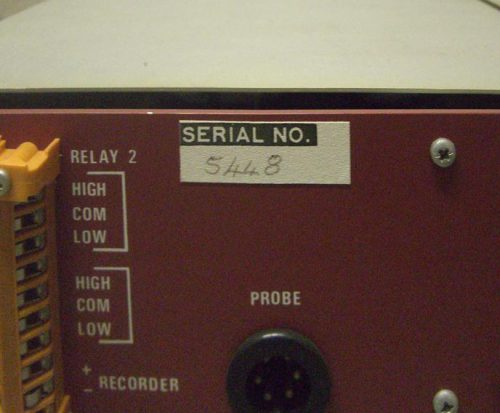 SERIAL NO.
5448
RELAY 2
HIGH
COM
LOW
HIGH
COM
LOW
PROBE
+
- RECORDER